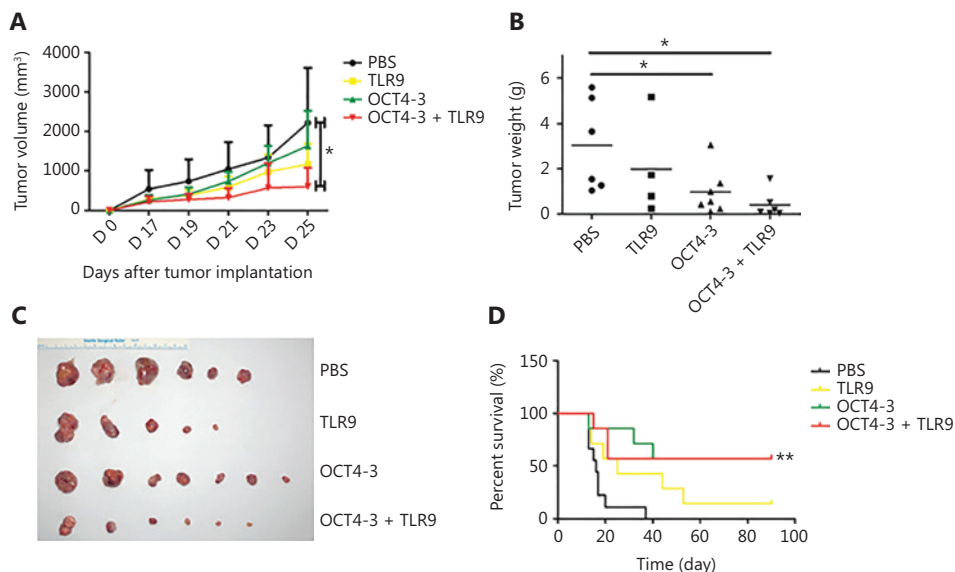 A
Tumor volume (mm³)
4000
3000
2000
1000
0
D 0
D 17
D 19
D 21
D 23
D 25
Days after tumor implantation
PBS
TLR9
OCT4-3
OCT4-3 + TLR9
*
B
Tumor weight (g)
6
4
2
0
*
*
PBS
TLR9
OCT4-3
OCT4-3 + TLR9
C
PBS
TLR9
OCT4-3
OCT4-3 + TLR9
D
Percent survival (%)
150
100
50
0
0 20 40 60 80 100
Time (day)
PBS
TLR9
OCT4-3
OCT4-3 + TLR9
**